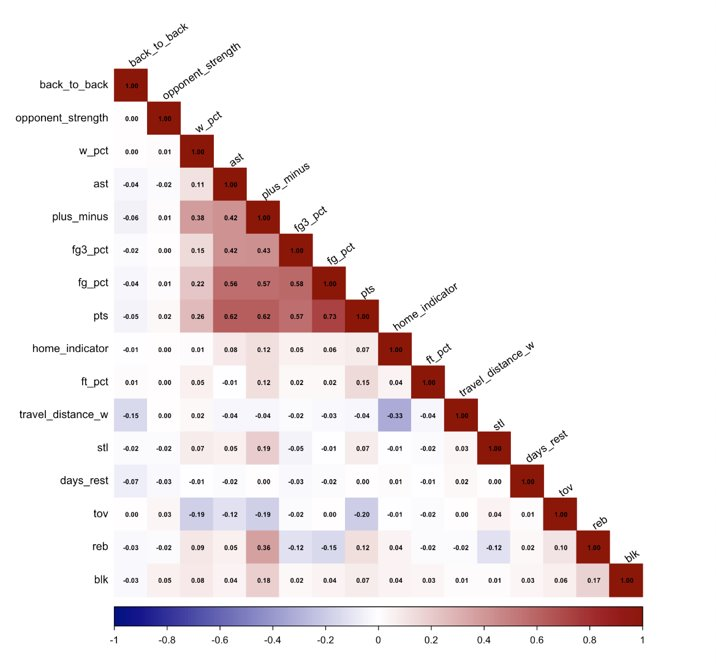 back_to_back
back_to_back 1.00
opponent_strength
opponent_strength 0.00 1.00
w_pct
w_pct 0.00 0.01 1.00
ast
ast -0.04 -0.02 0.11 1.00
plus_minus
plus_minus -0.06 0.01 0.38 0.42 1.00
fg3_pct
fg3_pct -0.02 0.00 0.15 0.42 0.43 1.00
fg_pct
fg_pct -0.04 0.01 0.22 0.56 0.57 0.58 1.00
pts
pts -0.05 0.02 0.26 0.62 0.62 0.57 0.73 1.00
home_indicator
home_indicator -0.01 0.00 0.01 0.08 0.12 0.05 0.06 0.07 1.00
ft_pct
ft_pct 0.01 0.00 0.05 -0.01 0.12 0.02 0.02 0.15 0.04 1.00
travel_distance_w
travel_distance_w -0.15 0.00 0.02 -0.04 -0.04 -0.02 -0.03 -0.04 -0.33 -0.04 1.00
stl
stl -0.02 -0.02 0.07 0.05 0.19 -0.05 -0.01 0.07 -0.01 -0.02 0.03 1.00
days_rest
days_rest -0.07 -0.03 -0.01 -0.02 0.00 -0.03 -0.02 0.00 0.01 -0.01 0.02 0.00 1.00
tov
tov 0.00 0.03 -0.19 -0.12 -0.19 -0.02 0.00 -0.20 -0.01 -0.02 0.00 0.04 0.01 1.00
reb
reb -0.03 -0.02 0.09 0.05 0.36 -0.12 -0.15 0.12 0.04 -0.02 -0.02 -0.12 0.02 0.10 1.00
blk
blk -0.03 0.05 0.08 0.04 0.18 0.02 0.04 0.07 0.04 0.03 0.01 0.01 0.03 0.06 0.17 1.00
-1 -0.8 -0.6 -0.4 -0.2 0 0.2 0.4 0.6 0.8 1